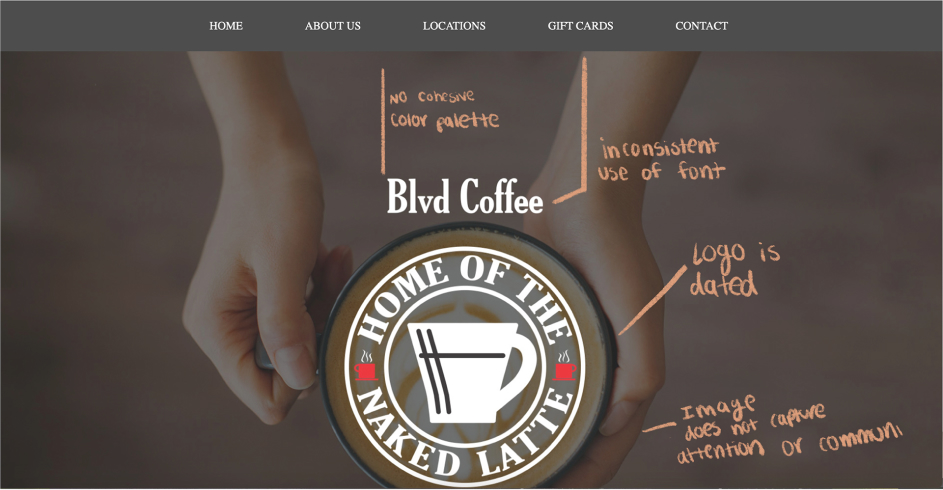 HOME ABOUT US LOCATIONS GIFT CARDS CONTACT
No cohesive
color palette
inconsistent
use of font
Blvd Coffee
Logo is
dated
HOME OF THE
NAKED LATTE
Image
does not capture
attention or communi